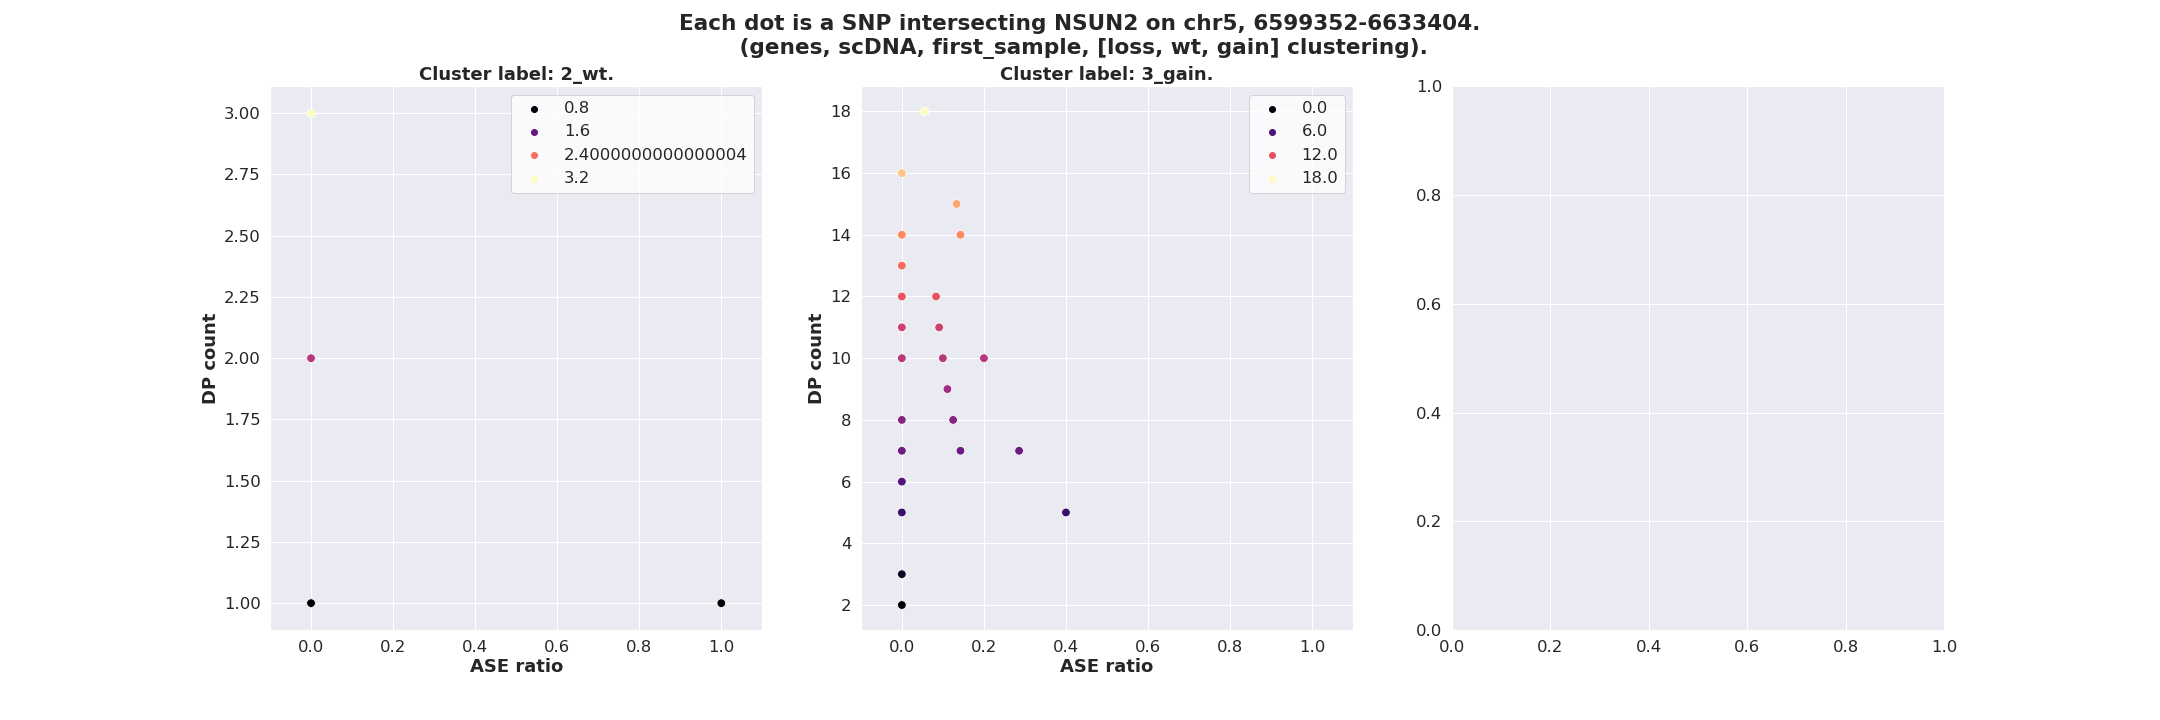 Each dot is a SNP intersecting NSUN2 on chr5, 6599352-6633404.
(genes, scDNA, first_sample, [loss, wt, gain] clustering).
Cluster label: 2_wt.
3.00
2.75
2.50
2.25
2.00
1.75
1.50
1.25
1.00
DP count
0.8
1.6
2.4000000000000004
3.2
0.0 0.2 0.4 0.6 0.8 1.0
ASE ratio
Cluster label: 3_gain.
18
16
14
12
10
8
6
4
2
DP count
0.0
6.0
12.0
18.0
0.0 0.2 0.4 0.6 0.8 1.0
ASE ratio
1.0
0.8
0.6
0.4
0.2
0.0
0.0 0.2 0.4 0.6 0.8 1.0